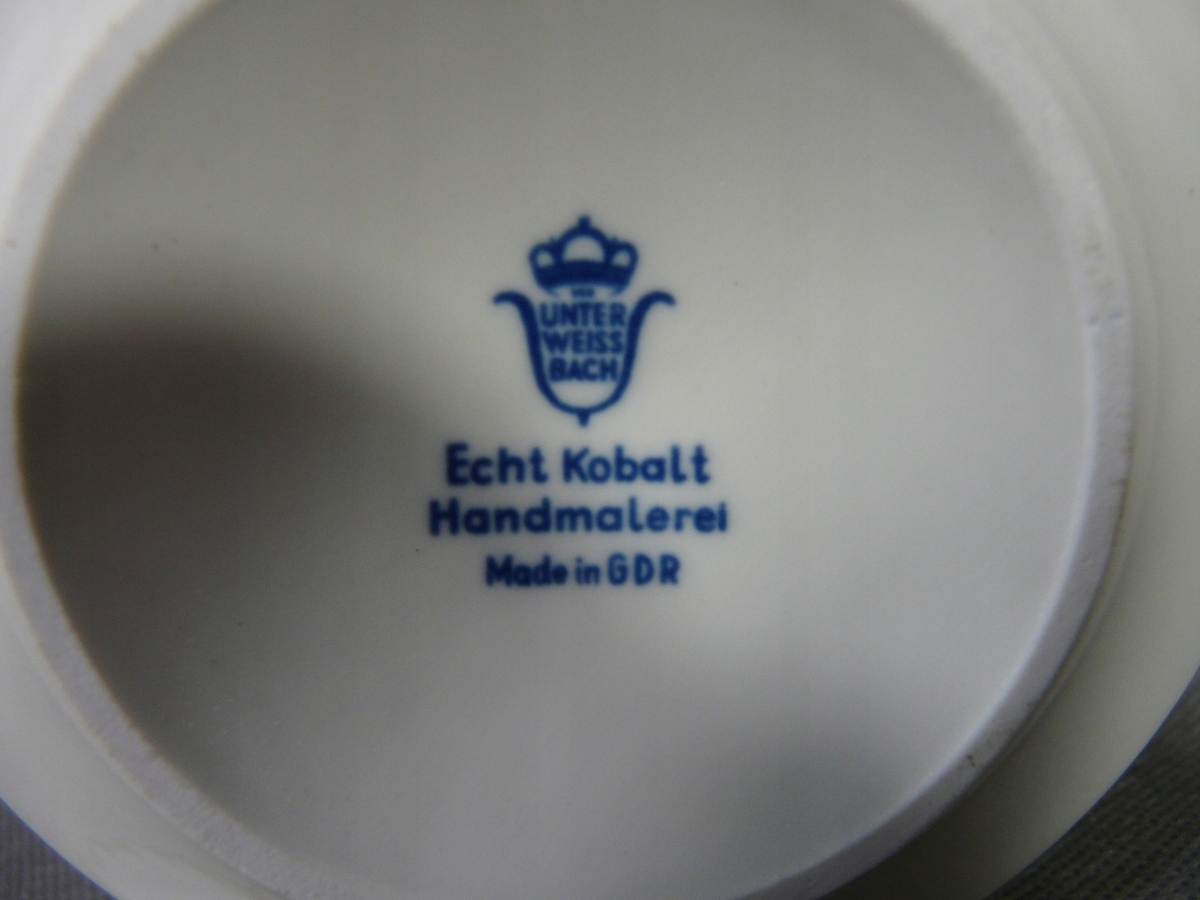 UNTER
WEISS
BACH
Echt Kobalt
Handmalerei
Made in GDR